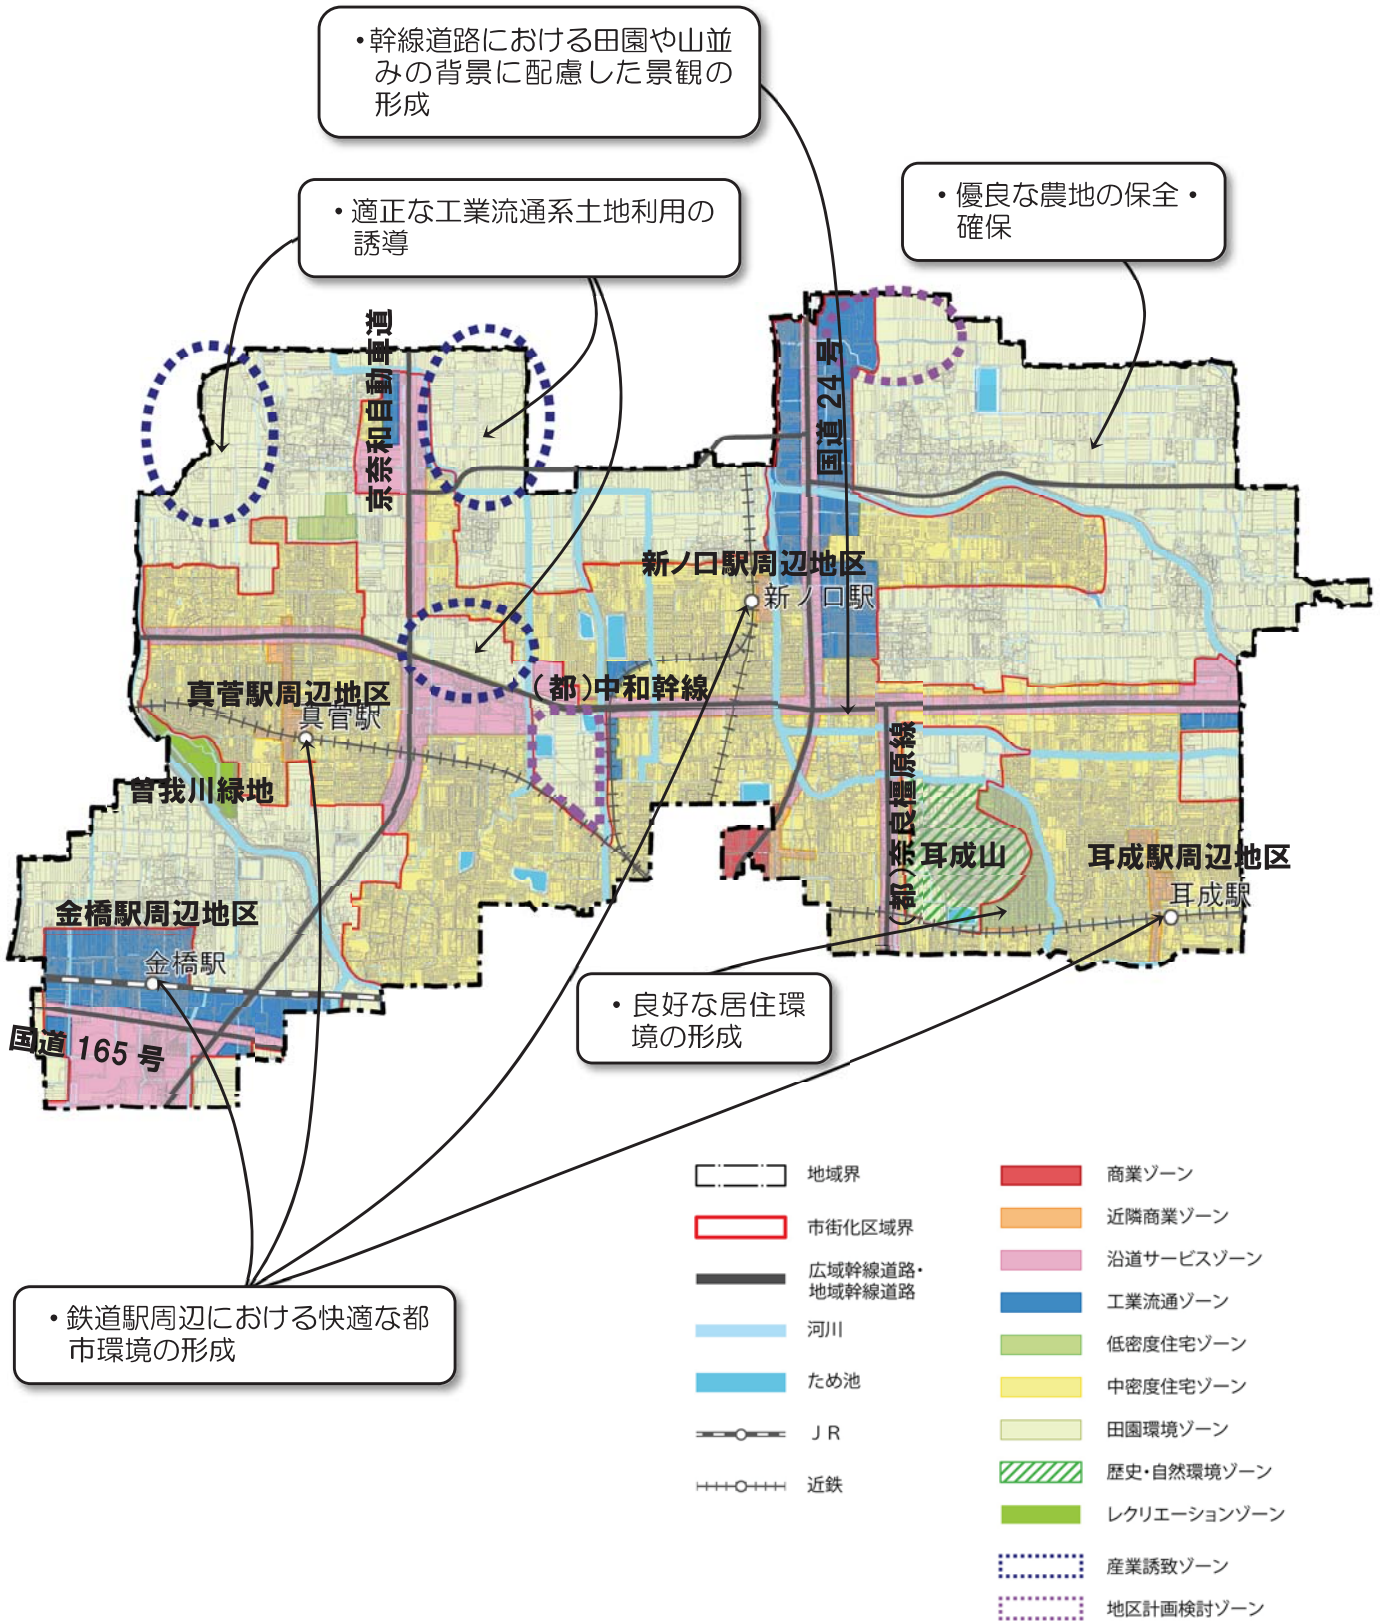 ・幹線道路における田園や山並
みの背景に配慮した景観の
形成
・適正な工業流通系土地利用の
誘導
・優良な農地の保全・
確保
京奈和自動車道
国道 24 号
新ノ口駅周辺地区
新ノ口駅
真菅駅周辺地区
真菅駅
（都）中和幹線
曽我川緑地
（都）奈良橿原線
耳成山
耳成駅周辺地区
耳成駅
金橋駅周辺地区
金橋駅
国道 165 号
・良好な居住環
境の形成
・鉄道駅周辺における快適な都
市環境の形成
地域界
市街化区域界
広域幹線道路・
地域幹線道路
河川
ため池
ＪＲ
近鉄
商業ゾーン
近隣商業ゾーン
沿道サービスゾーン
工業流通ゾーン
低密度住宅ゾーン
中密度住宅ゾーン
田園環境ゾーン
歴史・自然環境ゾーン
レクリエーションゾーン
産業誘致ゾーン
地区計画検討ゾーン